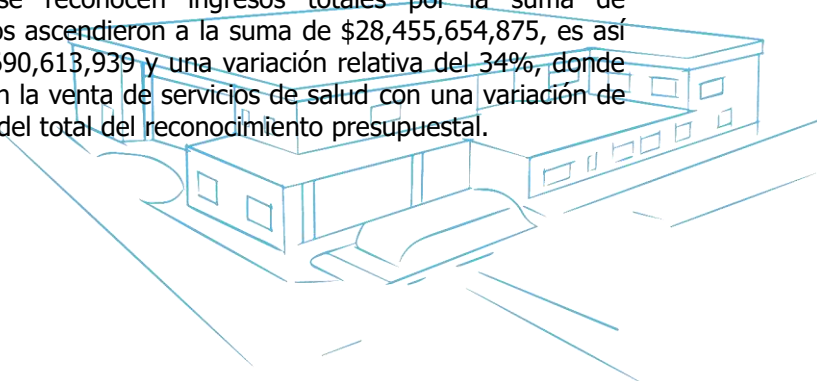 se reconocen ingresos totales por la suma de
os ascendieron a la suma de $28,455,654,875, es así
590,613,939 y una variación relativa del 34%, donde
n la venta de servicios de salud con una variación de
del total del reconocimiento presupuestal.